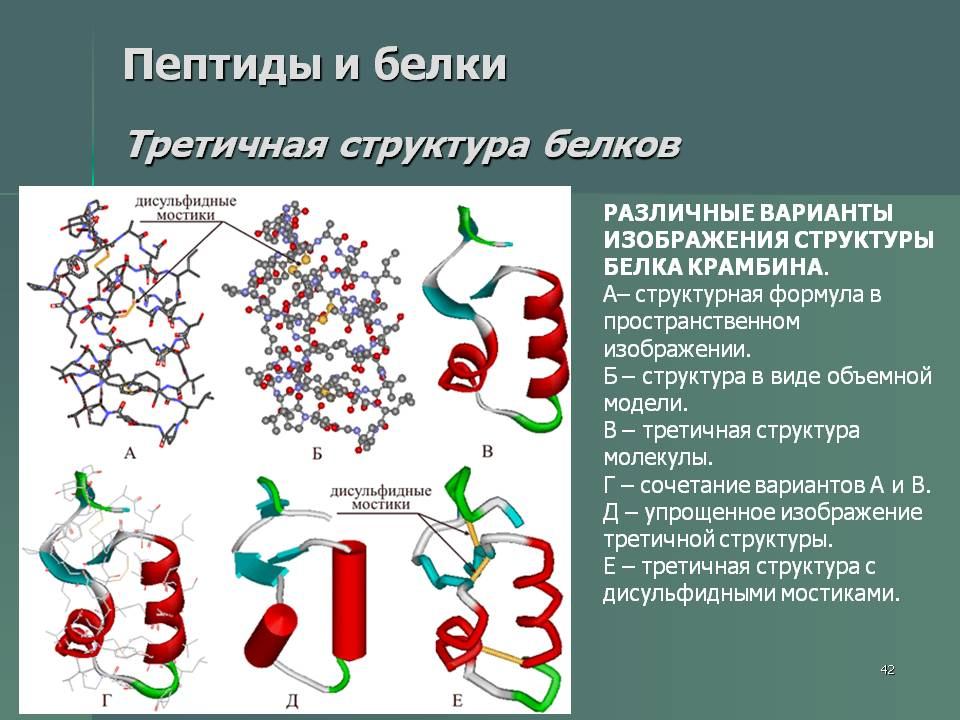 Пептиды и белки
Третичная структура белков
дисульфидные
мостики
А
Б
В
дисульфидные
мостики
Г
Д
Е
РАЗЛИЧНЫЕ ВАРИАНТЫ
ИЗОБРАЖЕНИЯ СТРУКТУРЫ
БЕЛКА КРАМБИНА.
А– структурная формула в
пространственном
изображении.
Б – структура в виде объемной
модели.
В – третичная структура
молекулы.
Г – сочетание вариантов А и В.
Д – упрощенное изображение
третичной структуры.
Е – третичная структура с
дисульфидными мостиками.
42